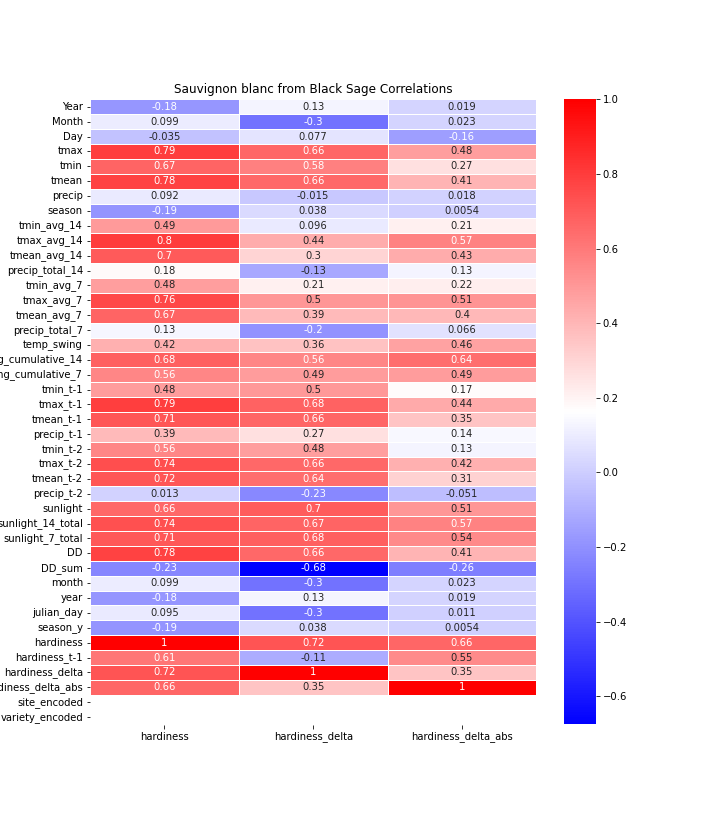 Sauvignon blanc from Black Sage Correlations
Year -0.18 0.13 0.019
Month 0.099 -0.3 0.023
Day -0.035 0.077 -0.16
tmax 0.79 0.66 0.48
tmin 0.67 0.58 0.27
tmean 0.78 0.66 0.41
precip 0.092 -0.015 0.018
season -0.19 0.038 0.0054
tmin_avg_14 0.49 0.096 0.21
tmax_avg_14 0.8 0.44 0.57
tmean_avg_14 0.7 0.3 0.43
precip_total_14 0.18 -0.13 0.13
tmin_avg_7 0.48 0.21 0.22
tmax_avg_7 0.76 0.5 0.51
tmean_avg_7 0.67 0.39 0.4
precip_total_7 0.13 -0.2 0.066
temp_swing 0.42 0.36 0.46
g_cumulative_14 0.68 0.56 0.64
ng_cumulative_7 0.56 0.49 0.49
tmin_t-1 0.48 0.5 0.17
tmax_t-1 0.79 0.68 0.44
tmean_t-1 0.71 0.66 0.35
precip_t-1 0.39 0.27 0.14
tmin_t-2 0.56 0.48 0.13
tmax_t-2 0.74 0.66 0.42
tmean_t-2 0.72 0.64 0.31
precip_t-2 0.013 -0.23 -0.051
sunlight 0.66 0.7 0.51
sunlight_14_total 0.74 0.67 0.57
sunlight_7_total 0.71 0.68 0.54
DD 0.78 0.66 0.41
DD_sum -0.23 -0.68 -0.26
month 0.099 -0.3 0.023
year -0.18 0.13 0.019
julian_day 0.095 -0.3 0.011
season_y -0.19 0.038 0.0054
hardiness 1 0.72 0.66
hardiness_t-1 0.61 -0.11 0.55
hardiness_delta 0.72 1 0.35
diness_delta_abs 0.66 0.35 1
site_encoded
variety_encoded
hardiness hardiness_delta hardiness_delta_abs
1.0
0.8
0.6
0.4
0.2
0.0
−0.2
−0.4
−0.6